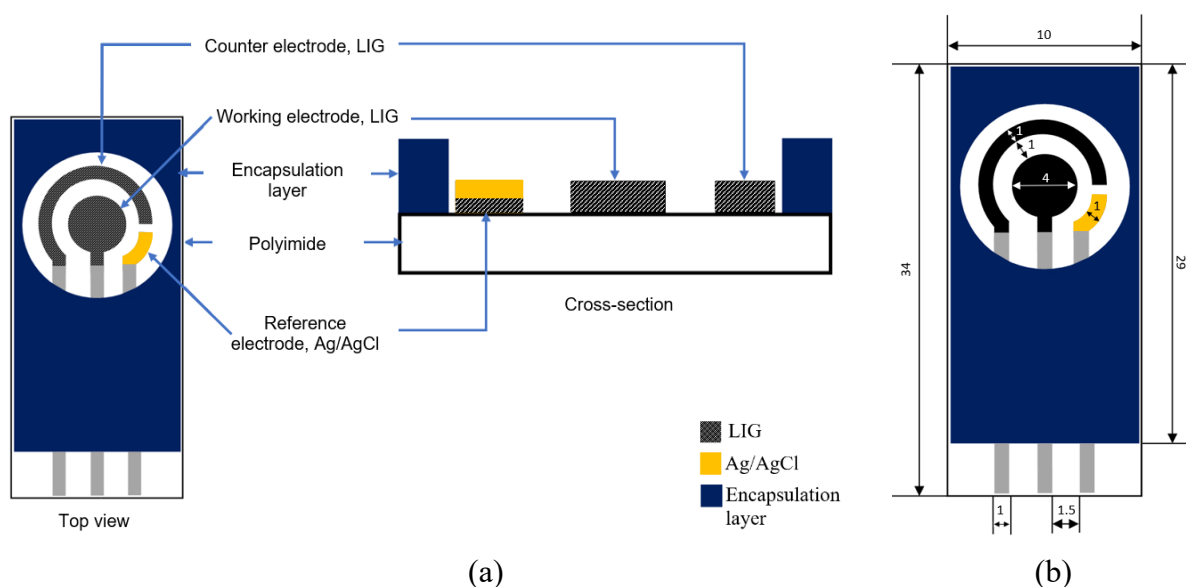 Counter electrode, LIG
Working electrode, LIG
Encapsulation
layer
Polyimide
Reference
electrode, Ag/AgCl
Top view
Cross-section
LIG
Ag/AgCl
Encapsulation
layer
(a)
10
1
1
4
1
34
29
1
1.5
(b)